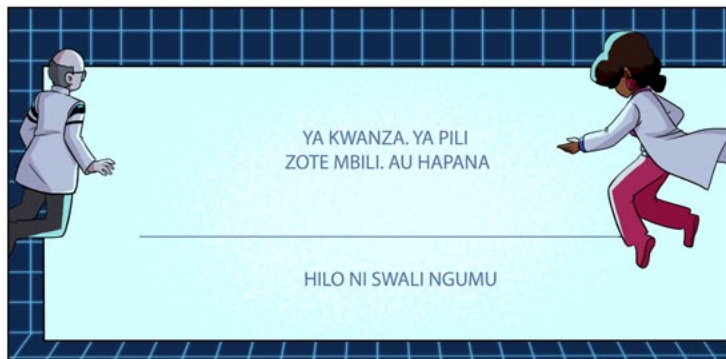 YA KWANZA. YA PILI
ZOTE MBILI. AU HAPANA
HILO NI SWALI NGUMU